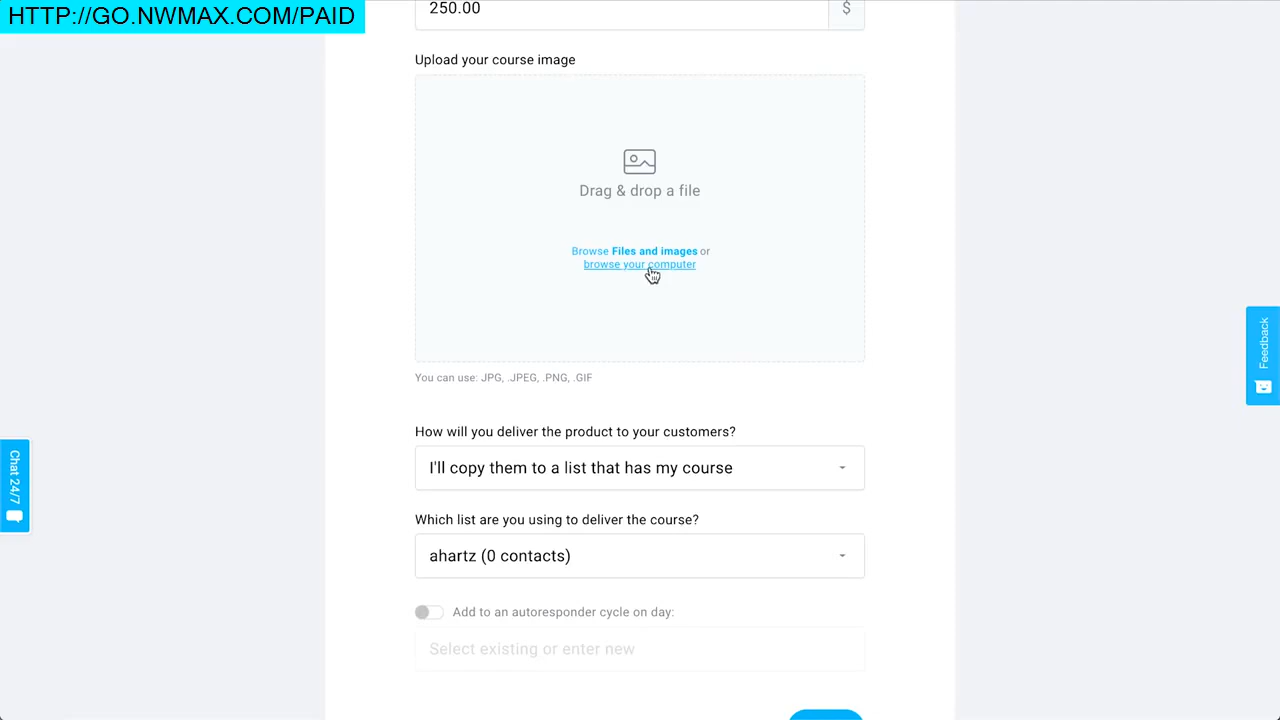 HTTP://GO.NWMAX.COM/PAID
250.00
$
Upload your course image
Drag & drop a file
Browse Files and images or
browse your computer
You can use: JPG, .JPEG, .PNG, .GIF
Feedback
How will you deliver the product to your customers?
I'll copy them to a list that has my course
Chat 24/7
Which list are you using to deliver the course?
ahartz (0 contacts)
Add to an autoresponder cycle on day:
Select existing or enter new